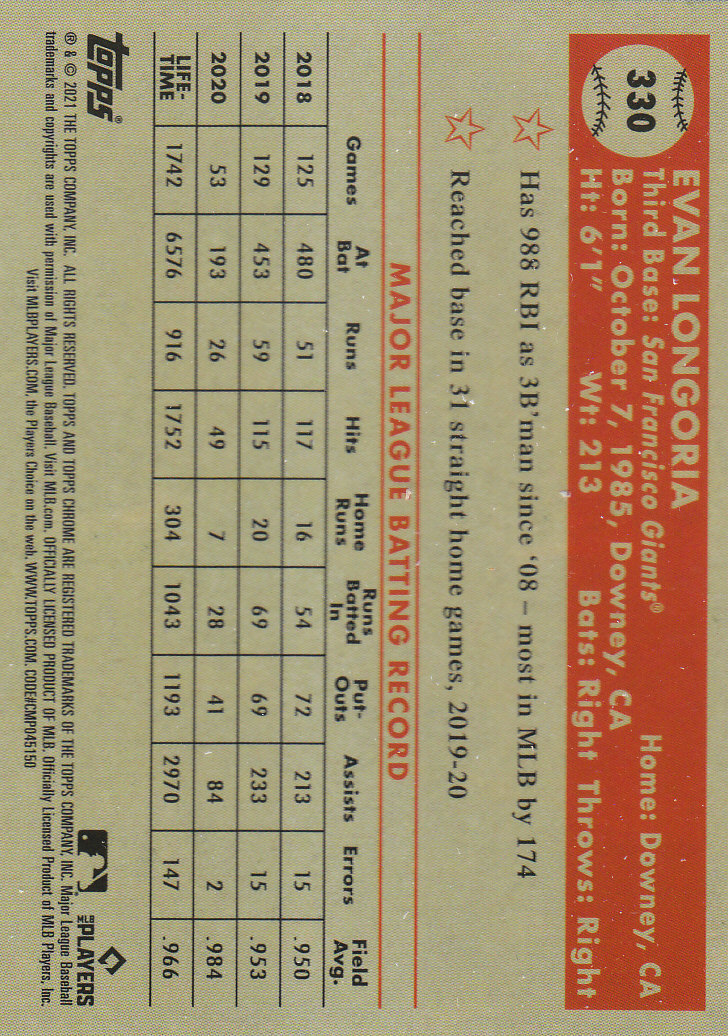 330
EVAN LONGORIA
Third Base: San Francisco Giants® Home: Downey, CA
Born: October 7, 1985, Downey, CA
Ht: 6'1" Wt: 213 Bats: Right Throws: Right
Has 988 RBI as 3B'man since '08 – most in MLB by 174
Reached base in 31 straight home games, 2019-20
MAJOR LEAGUE BATTING RECORD
Games At Bat Runs Hits Home Runs Runs Batted In Put-Outs Assists Errors Field Avg.
2018 125 480 51 117 16 54 72 213 15 .950
2019 129 453 59 115 20 69 69 233 15 .953
2020 53 193 26 49 7 28 41 84 2 .984
LIFE-TIME 1742 6576 916 1752 304 1043 1193 2970 147 .966
topps®
MLB PLAYERS
® & © 2021 THE TOPPS COMPANY, INC. ALL RIGHTS RESERVED. TOPPS AND TOPPS CHROME ARE REGISTERED TRADEMARKS OF THE TOPPS COMPANY, INC. Major League Baseball
trademarks and copyrights are used with permission of Major League Baseball. Visit MLB.com. OFFICIALLY LICENSED PRODUCT OF MLB. Officially Licensed Product of MLB Players, Inc.
Visit MLBPLAYERS.COM, the Players Choice on the web. WWW.TOPPS.COM. CODE#CMP045150